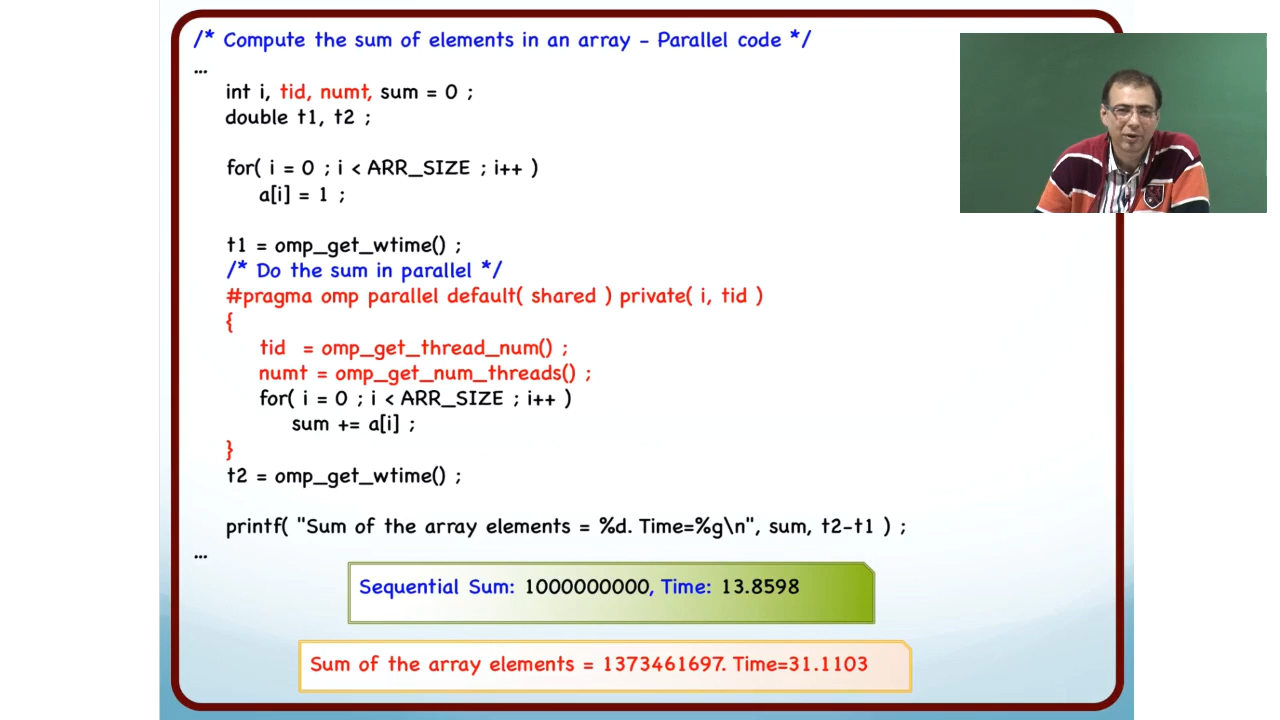 /* Compute the sum of elements in an array - Parallel code */
...
int i, tid, numt, sum = 0 ;
double t1, t2 ;
for( i = 0 ; i < ARR_SIZE ; i++ )
a[i] = 1 ;
t1 = omp_get_wtime() ;
/* Do the sum in parallel */
#pragma omp parallel default( shared ) private( i, tid )
{
tid = omp_get_thread_num() ;
numt = omp_get_num_threads() ;
for( i = 0 ; i < ARR_SIZE ; i++ )
sum += a[i] ;
}
t2 = omp_get_wtime() ;
printf( "Sum of the array elements = %d. Time=%g\n", sum, t2-t1 ) ;
...
Sequential Sum: 1000000000, Time: 13.8598
Sum of the array elements = 1373461697. Time=31.1103